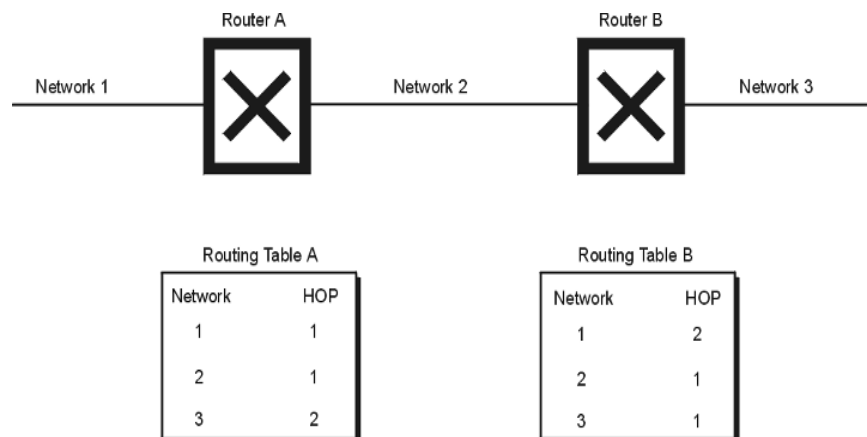 Router A
Router B
Network 1
Network 2
Network 3
Routing Table A
Network HOP
1 1
2 1
3 2
Routing Table B
Network HOP
1 2
2 1
3 1